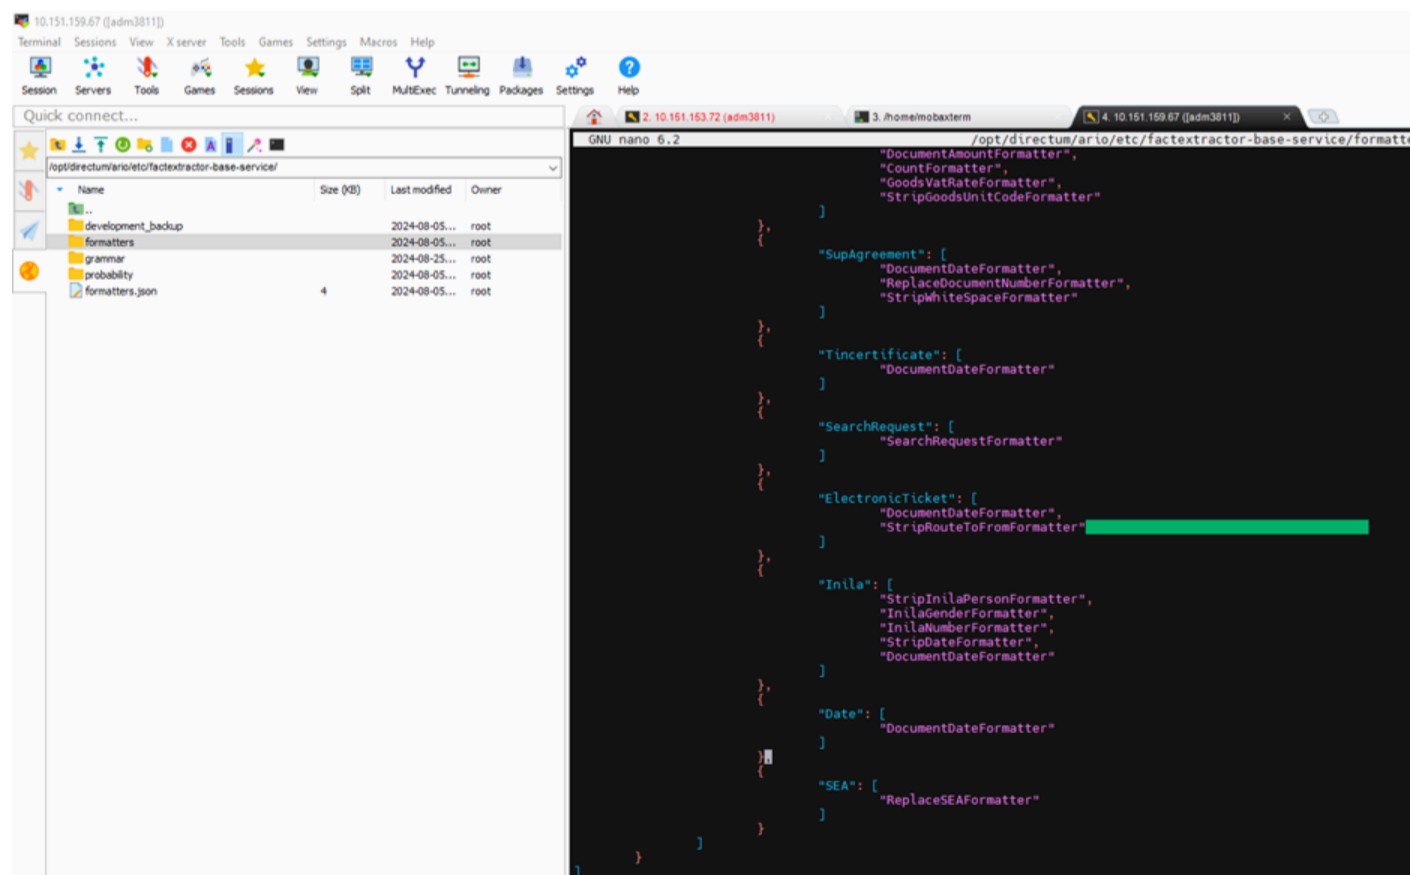 10.151.159.67 ([adm3811])
Terminal Sessions View X server Tools Games Settings Macros Help
Session Servers Tools Games Sessions View Split MultiExec Tunneling Packages Settings Help
Quick connect...
2. 10.151.153.72 (adm3811) 3. /home/mobaxterm 4. 10.151.159.67 ([adm3811])
/opt/directum/ario/etc/factextractor-base-service/
Name Size (KB) Last modified Owner
..
development_backup 2024-08-05... root
formatters 2024-08-05... root
grammar 2024-08-25... root
probability 2024-08-05... root
formatters.json 4 2024-08-05... root
GNU nano 6.2 /opt/directum/ario/etc/factextractor-base-service/formatte
"DocumentAmountFormatter",
"CountFormatter",
"GoodsVatRateFormatter",
"StripGoodsUnitCodeFormatter"
]
},
{
"SupAgreement": [
"DocumentDateFormatter",
"ReplaceDocumentNumberFormatter",
"StripWhiteSpaceFormatter"
]
},
{
"Tincertificate": [
"DocumentDateFormatter"
]
},
{
"SearchRequest": [
"SearchRequestFormatter"
]
},
{
"ElectronicTicket": [
"DocumentDateFormatter",
"StripRouteToFromFormatter"
]
},
{
"Inila": [
"StripInilaPersonFormatter",
"InilaGenderFormatter",
"InilaNumberFormatter",
"StripDateFormatter",
"DocumentDateFormatter"
]
},
{
"Date": [
"DocumentDateFormatter"
]
},
{
"SEA": [
"ReplaceSEAFormatter"
]
}
]
}
]